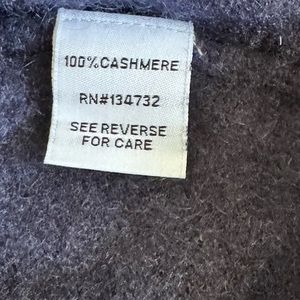 100%CASHMERE
RN#134732
SEE REVERSE
FOR CARE